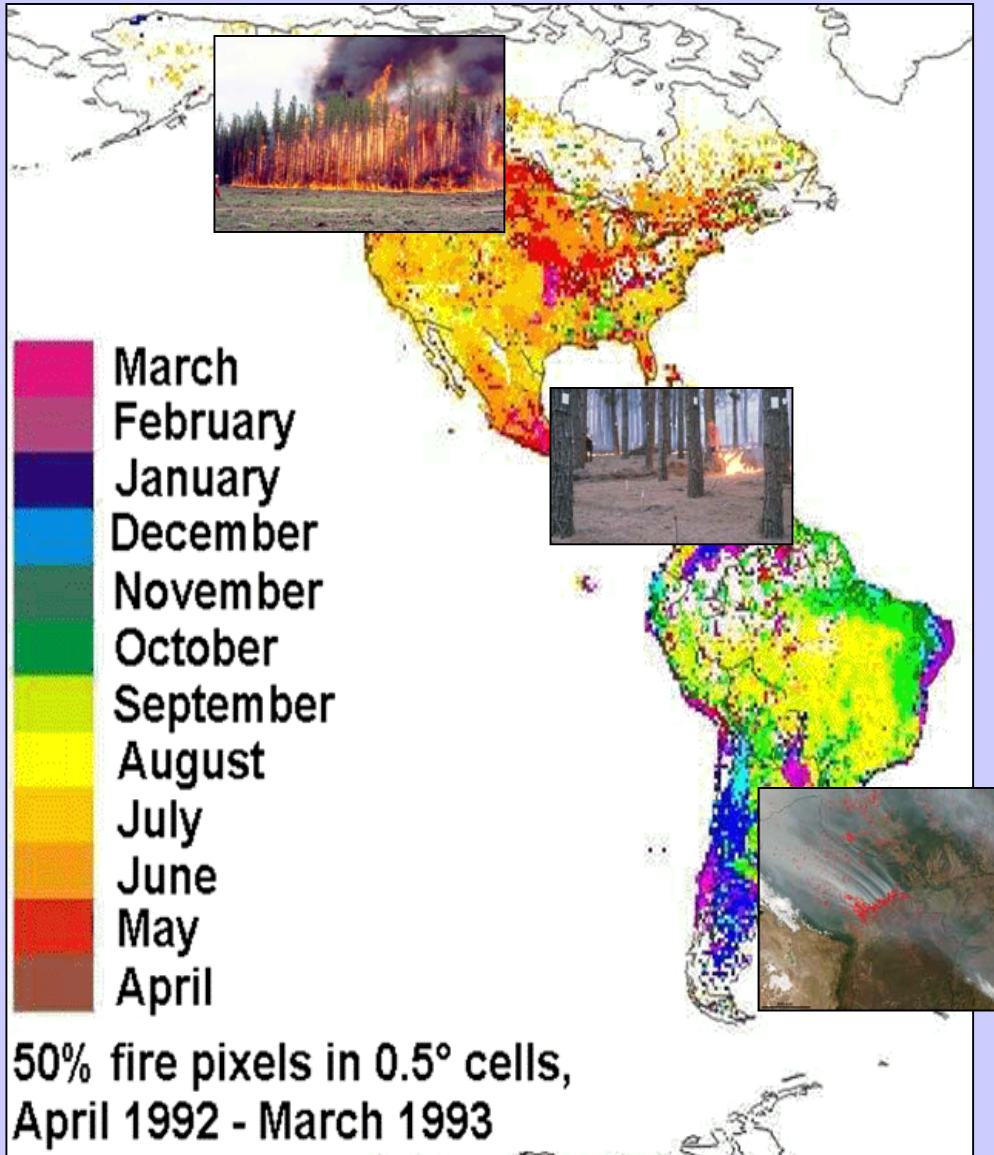 March
February
January
December
November
October
September
August
July
June
May
April
50% fire pixels in 0.5° cells,
April 1992 - March 1993